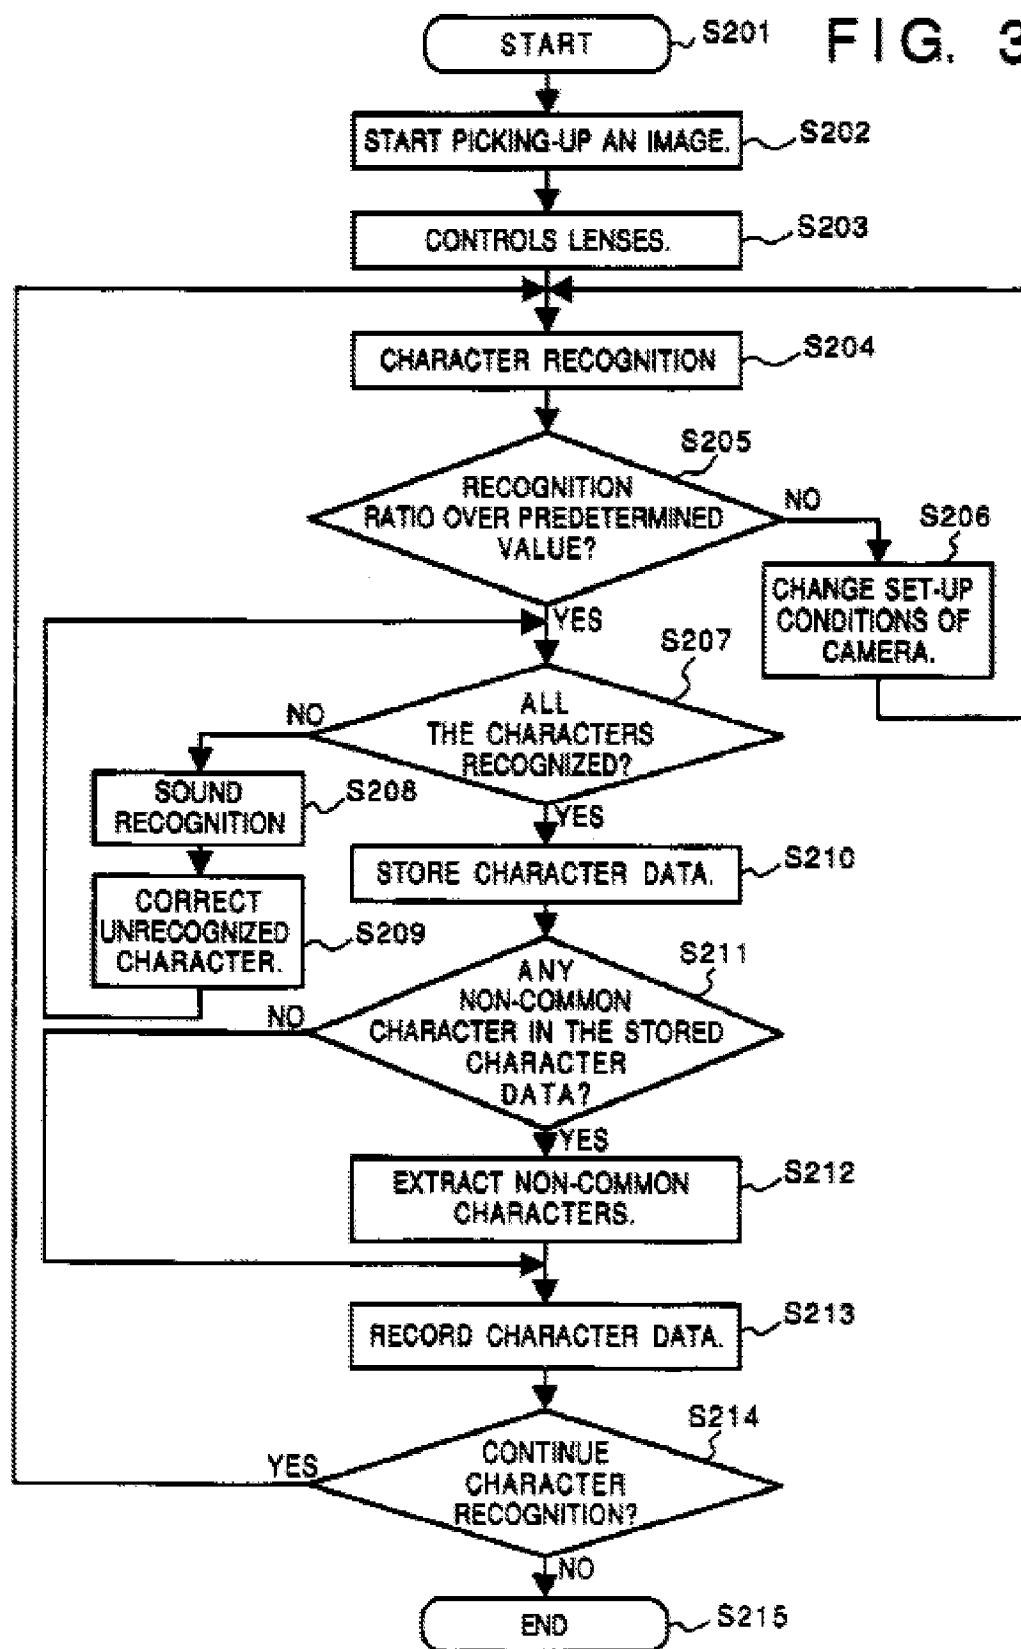 FIG. 3
START
S201
START PICKING-UP AN IMAGE.
S202
CONTROLS LENSES.
S203
CHARACTER RECOGNITION
S204
S205
RECOGNITION
RATIO OVER PREDETERMINED
VALUE?
NO
S206
CHANGE SET-UP
CONDITIONS OF
CAMERA.
YES
S207
ALL
THE CHARACTERS
RECOGNIZED?
NO
SOUND
RECOGNITION
S208
YES
STORE CHARACTER DATA.
S210
CORRECT
UNRECOGNIZED
CHARACTER.
S209
S211
ANY
NON-COMMON
CHARACTER IN THE STORED
CHARACTER
DATA?
NO
YES
EXTRACT NON-COMMON
CHARACTERS.
S212
RECORD CHARACTER DATA.
S213
S214
CONTINUE
CHARACTER
RECOGNITION?
YES
NO
END
S215